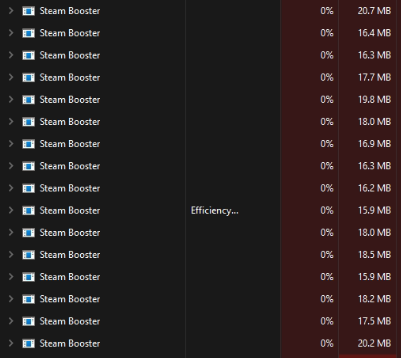 Steam Booster 0% 20.7 MB
Steam Booster 0% 16.4 MB
Steam Booster 0% 16.3 MB
Steam Booster 0% 17.7 MB
Steam Booster 0% 19.8 MB
Steam Booster 0% 18.0 MB
Steam Booster 0% 16.9 MB
Steam Booster 0% 16.3 MB
Steam Booster 0% 16.2 MB
Steam Booster Efficiency... 0% 15.9 MB
Steam Booster 0% 18.0 MB
Steam Booster 0% 18.5 MB
Steam Booster 0% 15.9 MB
Steam Booster 0% 18.2 MB
Steam Booster 0% 17.5 MB
Steam Booster 0% 20.2 MB